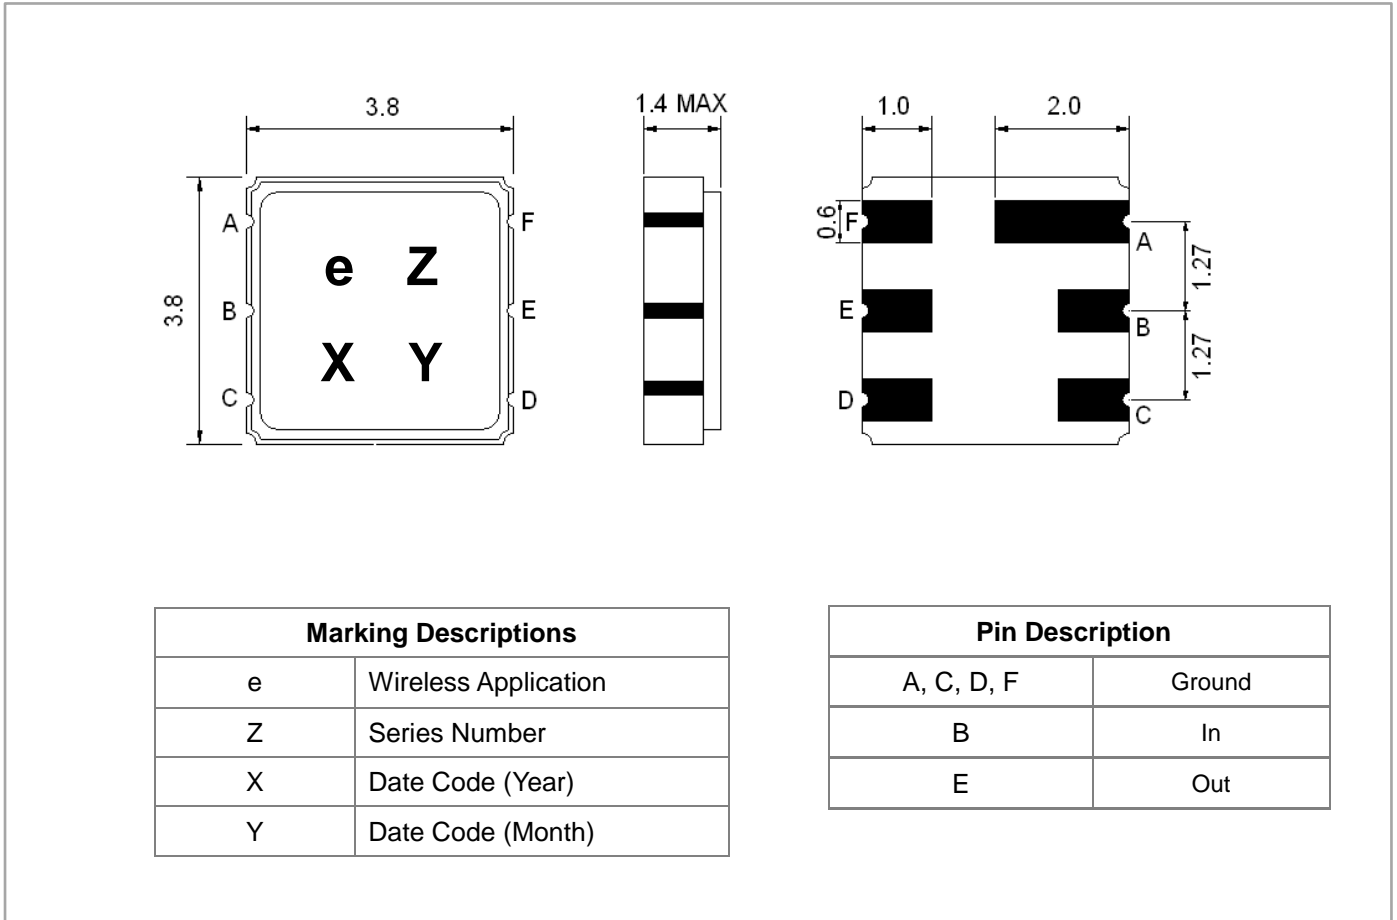 3.8
1.4 MAX
1.0
2.0
A
F
0.6
F
A
e Z
1.27
3.8
B
E
E
B
X Y
1.27
C
D
D
C
Marking Descriptions
e Wireless Application
Z Series Number
X Date Code (Year)
Y Date Code (Month)
Pin Description
A, C, D, F Ground
B In
E Out